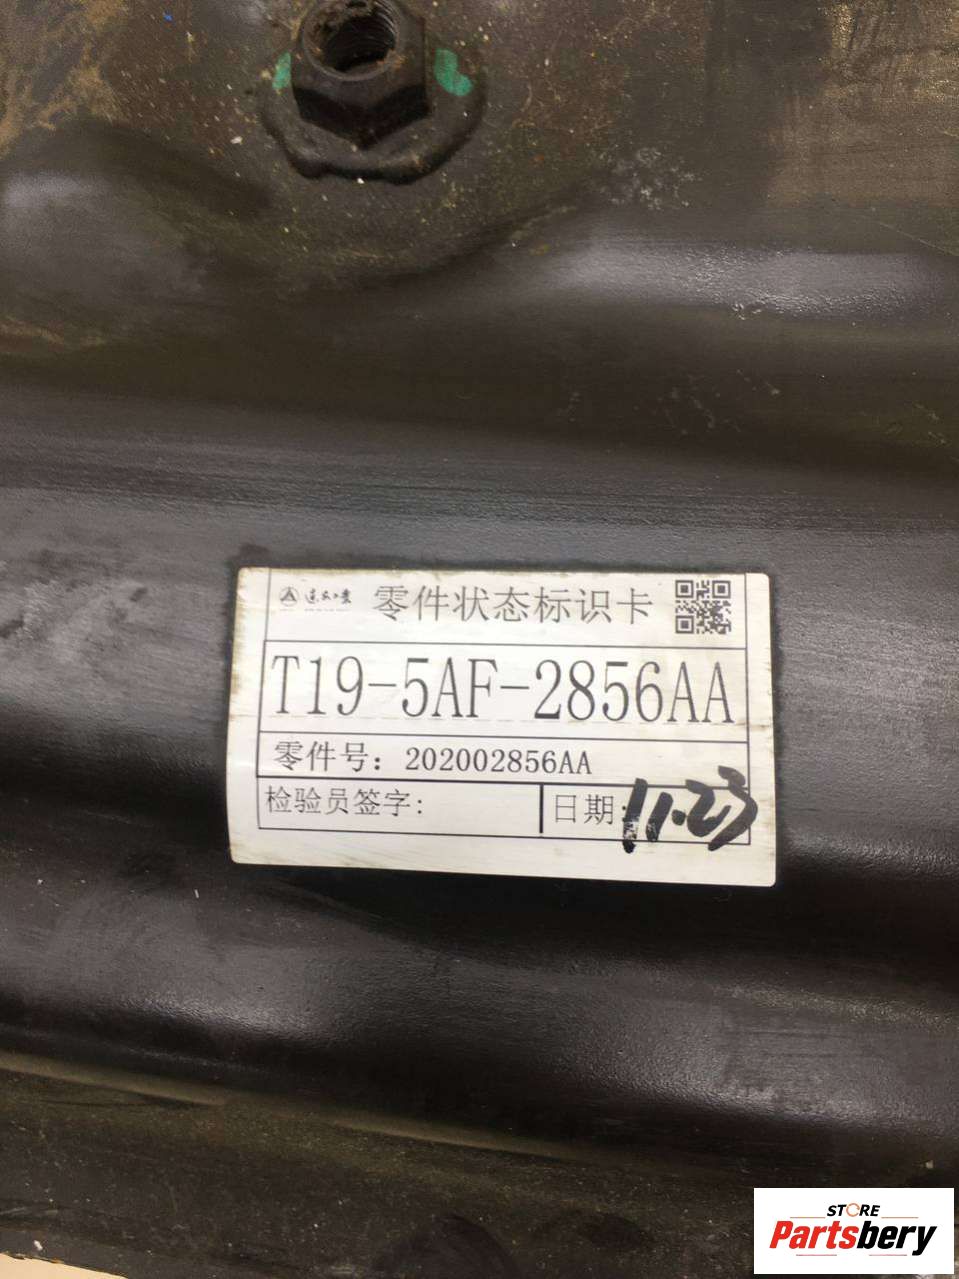 零件状态标识卡
T19-5AF-2856AA
零件号: 202002856AA
检验员签字:
日期: 11.23
STORE
Partsbery